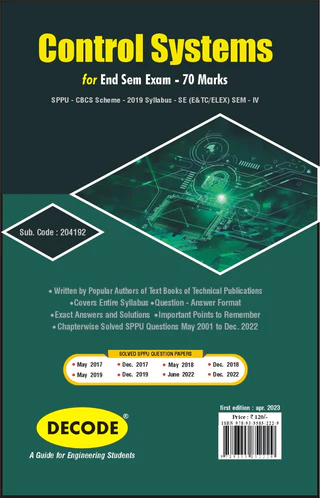 Control Systems
for End Sem Exam - 70 Marks
SPPU - CBCS Scheme - 2019 Syllabus - SE (E&TC/ELEX) SEM - IV
Sub. Code : 204192
• Written by Popular Authors of Text Books of Technical Publications
• Covers Entire Syllabus • Question - Answer Format
• Exact Answers and Solutions • Important Points to Remember
• Chapterwise Solved SPPU Questions May 2001 to Dec. 2022
SOLVED SPPU QUESTION PAPERS
• May 2017 • Dec. 2017 • May 2018 • Dec. 2018
• May 2019 • Dec. 2019 • June 2022 • Dec. 2022
first edition : apr. 2023
Price : ₹ 120/-
DECODE®
A Guide for Engineering Students